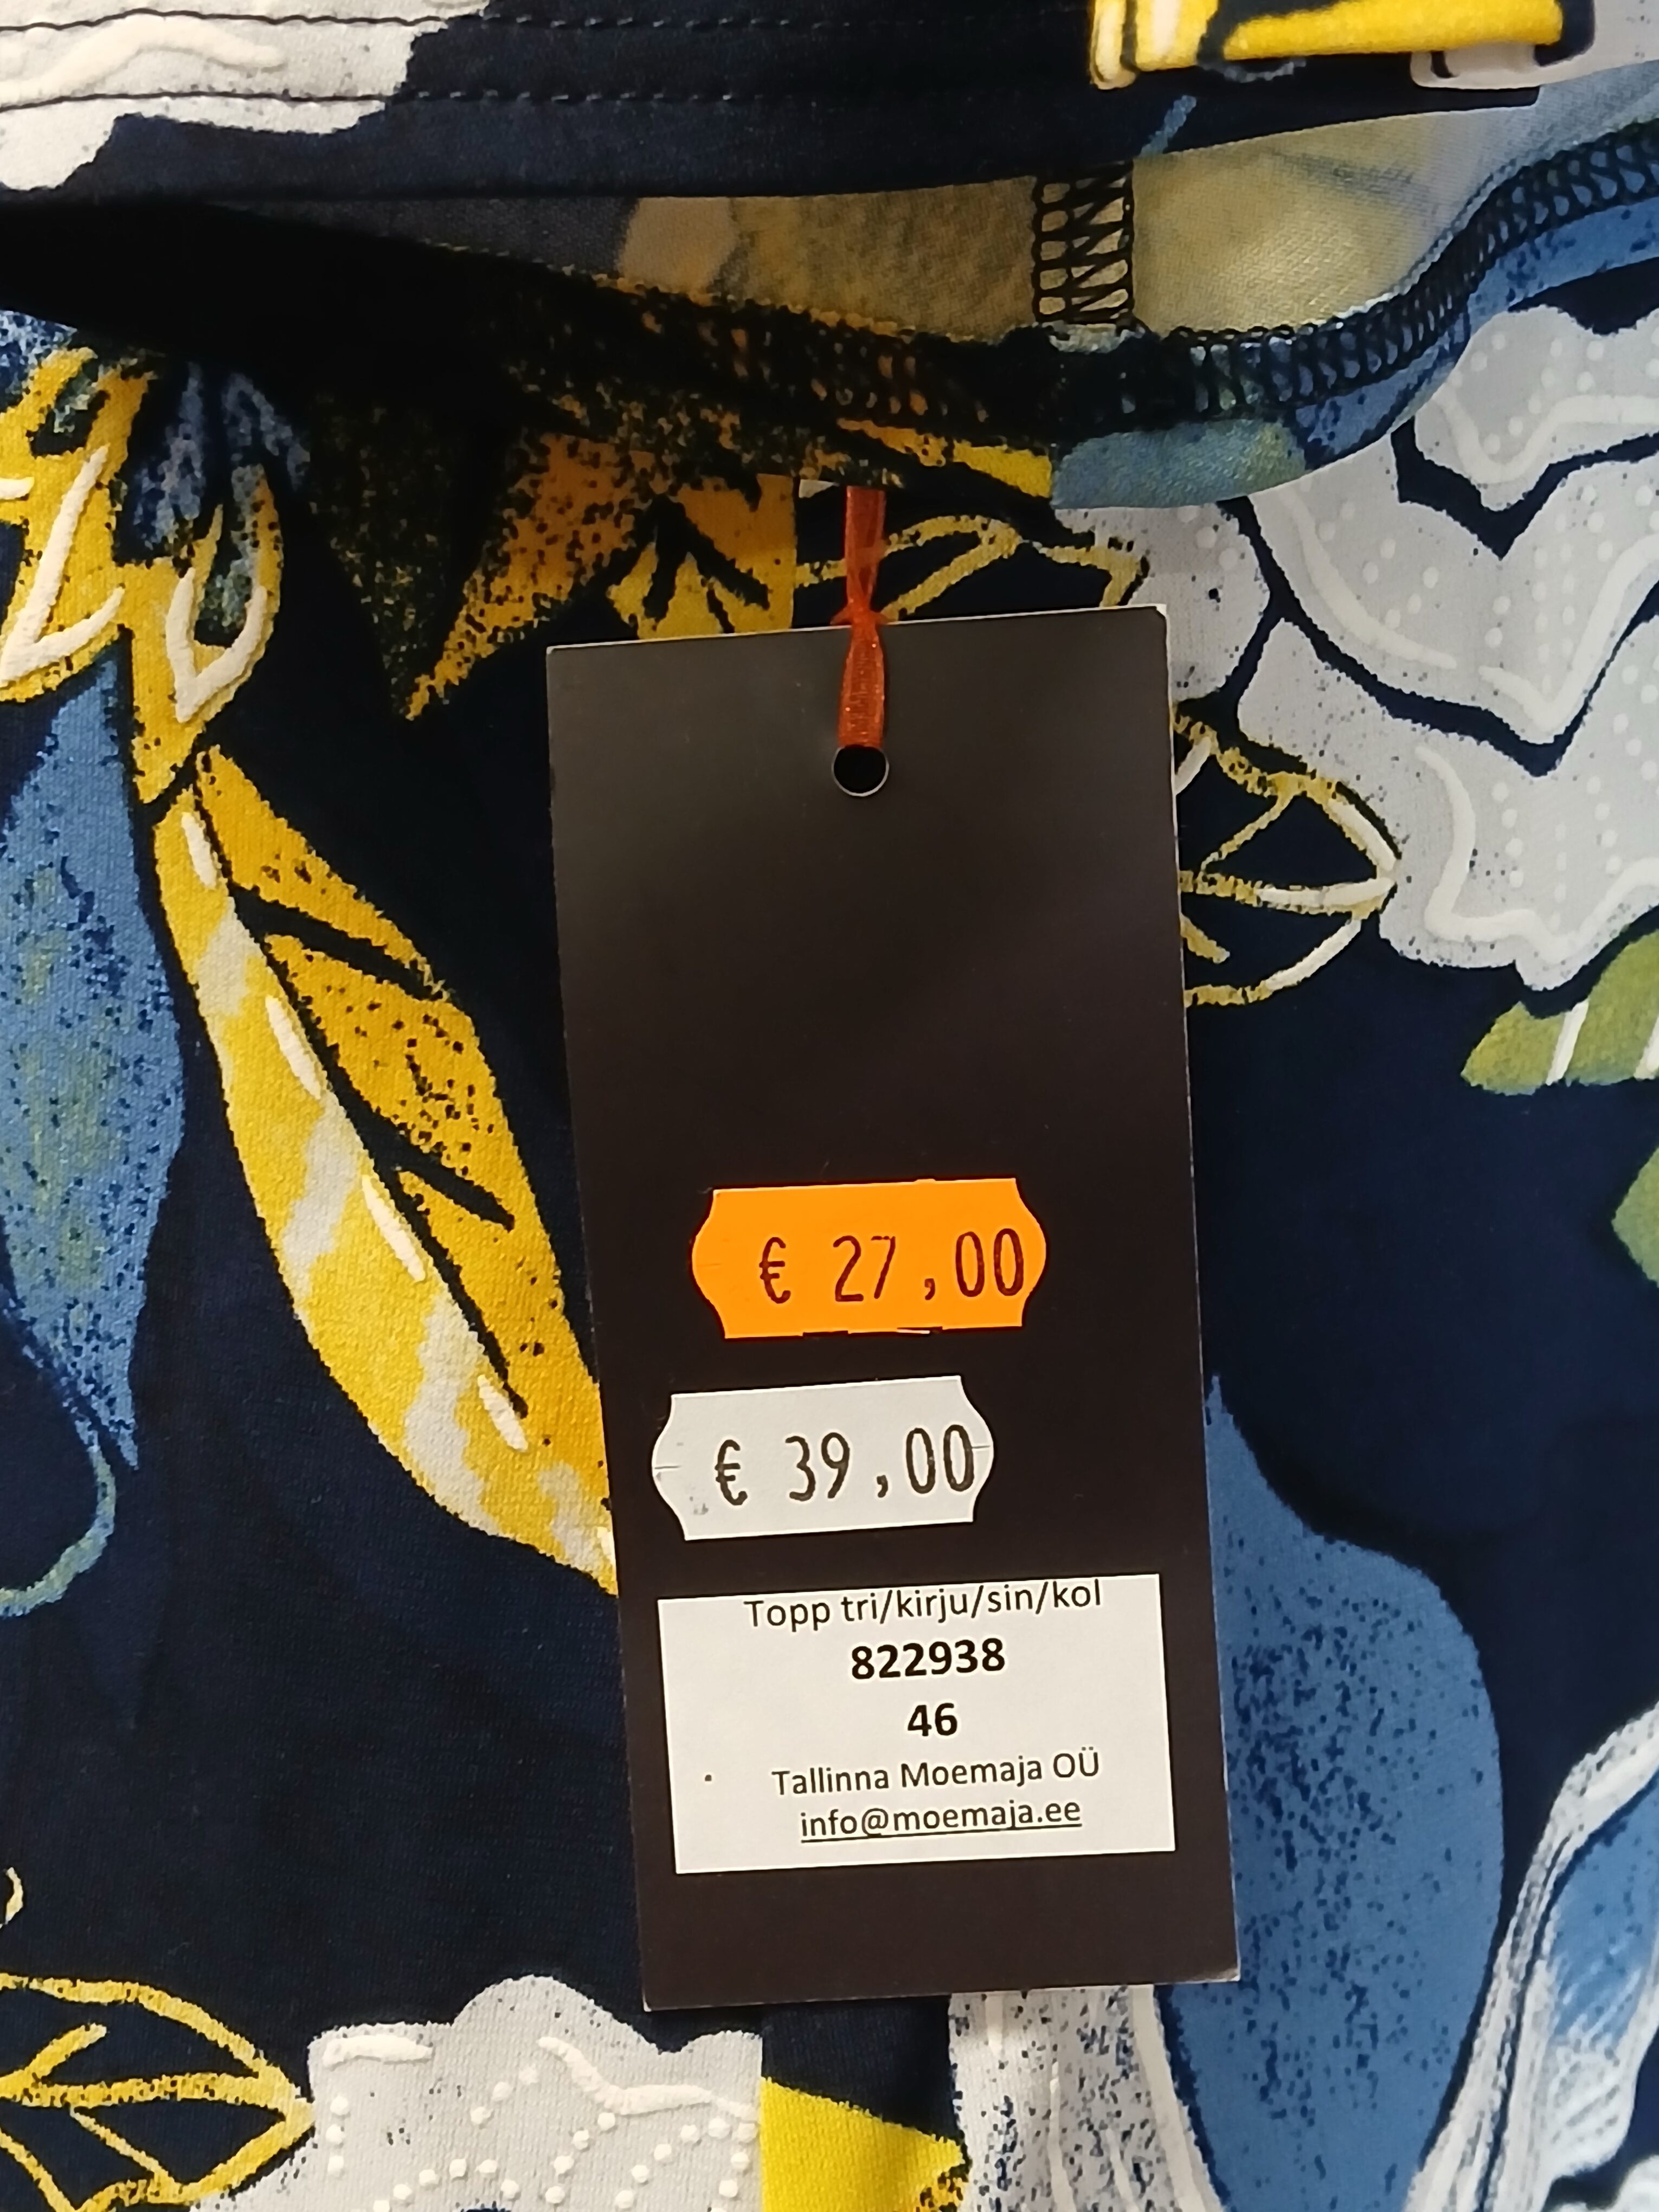 € 27,00
€ 39,00
Topp tri/kirju/sin/kol
822938
46
Tallinna Moemaja OÜ
info@moemaja.ee